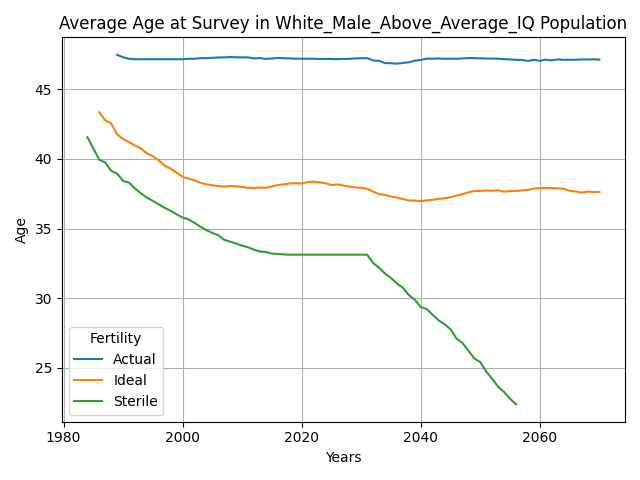 Average Age at Survey in White_Male_Above_Average_IQ Population
Age
45
40
35
30
25
Fertility
Actual
Ideal
Sterile
1980
2000
2020
2040
2060
Years